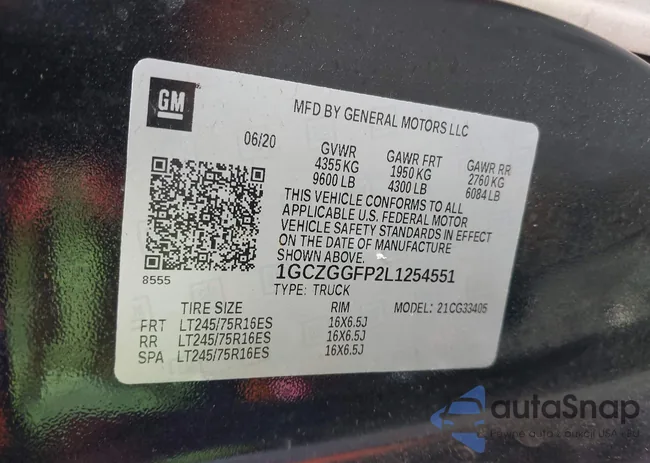 GM
MFD BY GENERAL MOTORS LLC
06/20
GVWR
4355 KG
9600 LB
GAWR FRT
1950 KG
4300 LB
GAWR RR
2760 KG
6084 LB
THIS VEHICLE CONFORMS TO ALL
APPLICABLE U.S. FEDERAL MOTOR
VEHICLE SAFETY STANDARDS IN EFFECT
ON THE DATE OF MANUFACTURE
SHOWN ABOVE.
8555
1GCZGGFP2L1254551
TYPE: TRUCK
MODEL: 21CG33405
TIRE SIZE RIM
FRT LT245/75R16ES 16X6.5J
RR LT245/75R16ES 16X6.5J
SPA LT245/75R16ES 16X6.5J
autaSnap